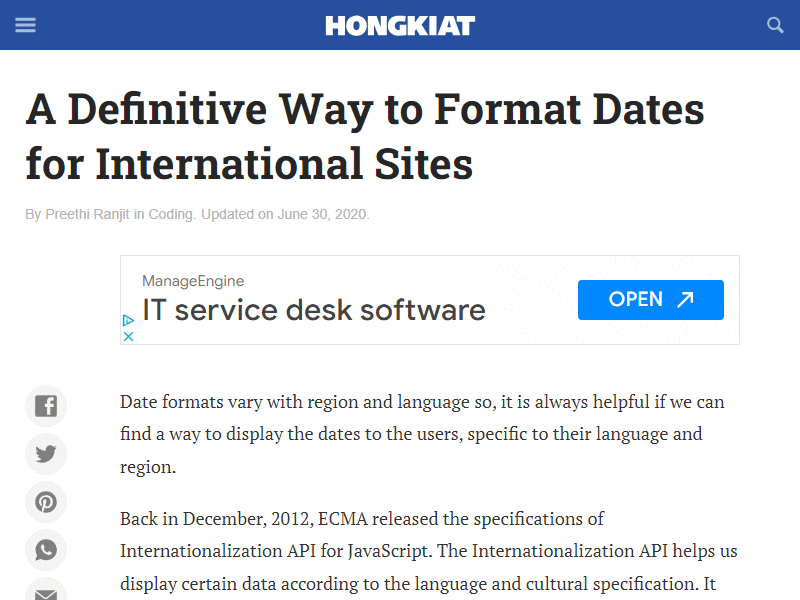 HONGKIAT
A Definitive Way to Format Dates
for International Sites
By Preethi Ranjit in Coding. Updated on June 30, 2020.
ManageEngine
IT service desk software
OPEN
Date formats vary with region and language so, it is always helpful if we can
find a way to display the dates to the users, specific to their language and
region.
Back in December, 2012, ECMA released the specifications of
Internationalization API for JavaScript. The Internationalization API helps us
display certain data according to the language and cultural specification. It